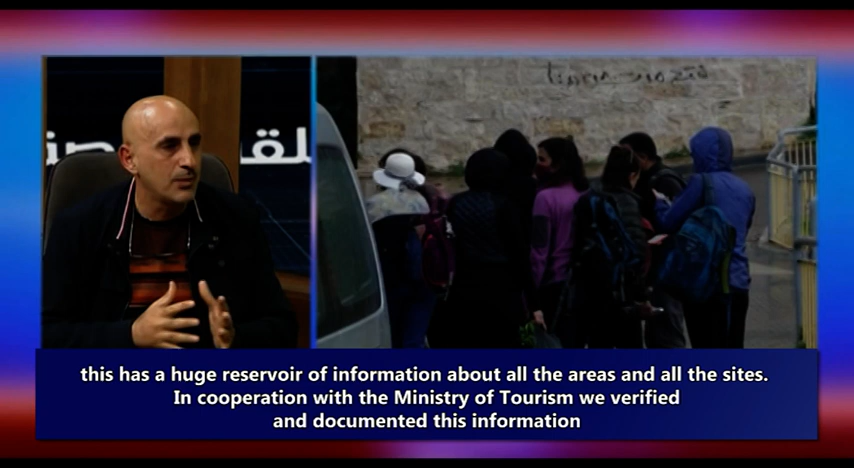 this has a huge reservoir of information about all the areas and all the sites.
In cooperation with the Ministry of Tourism we verified
and documented this information